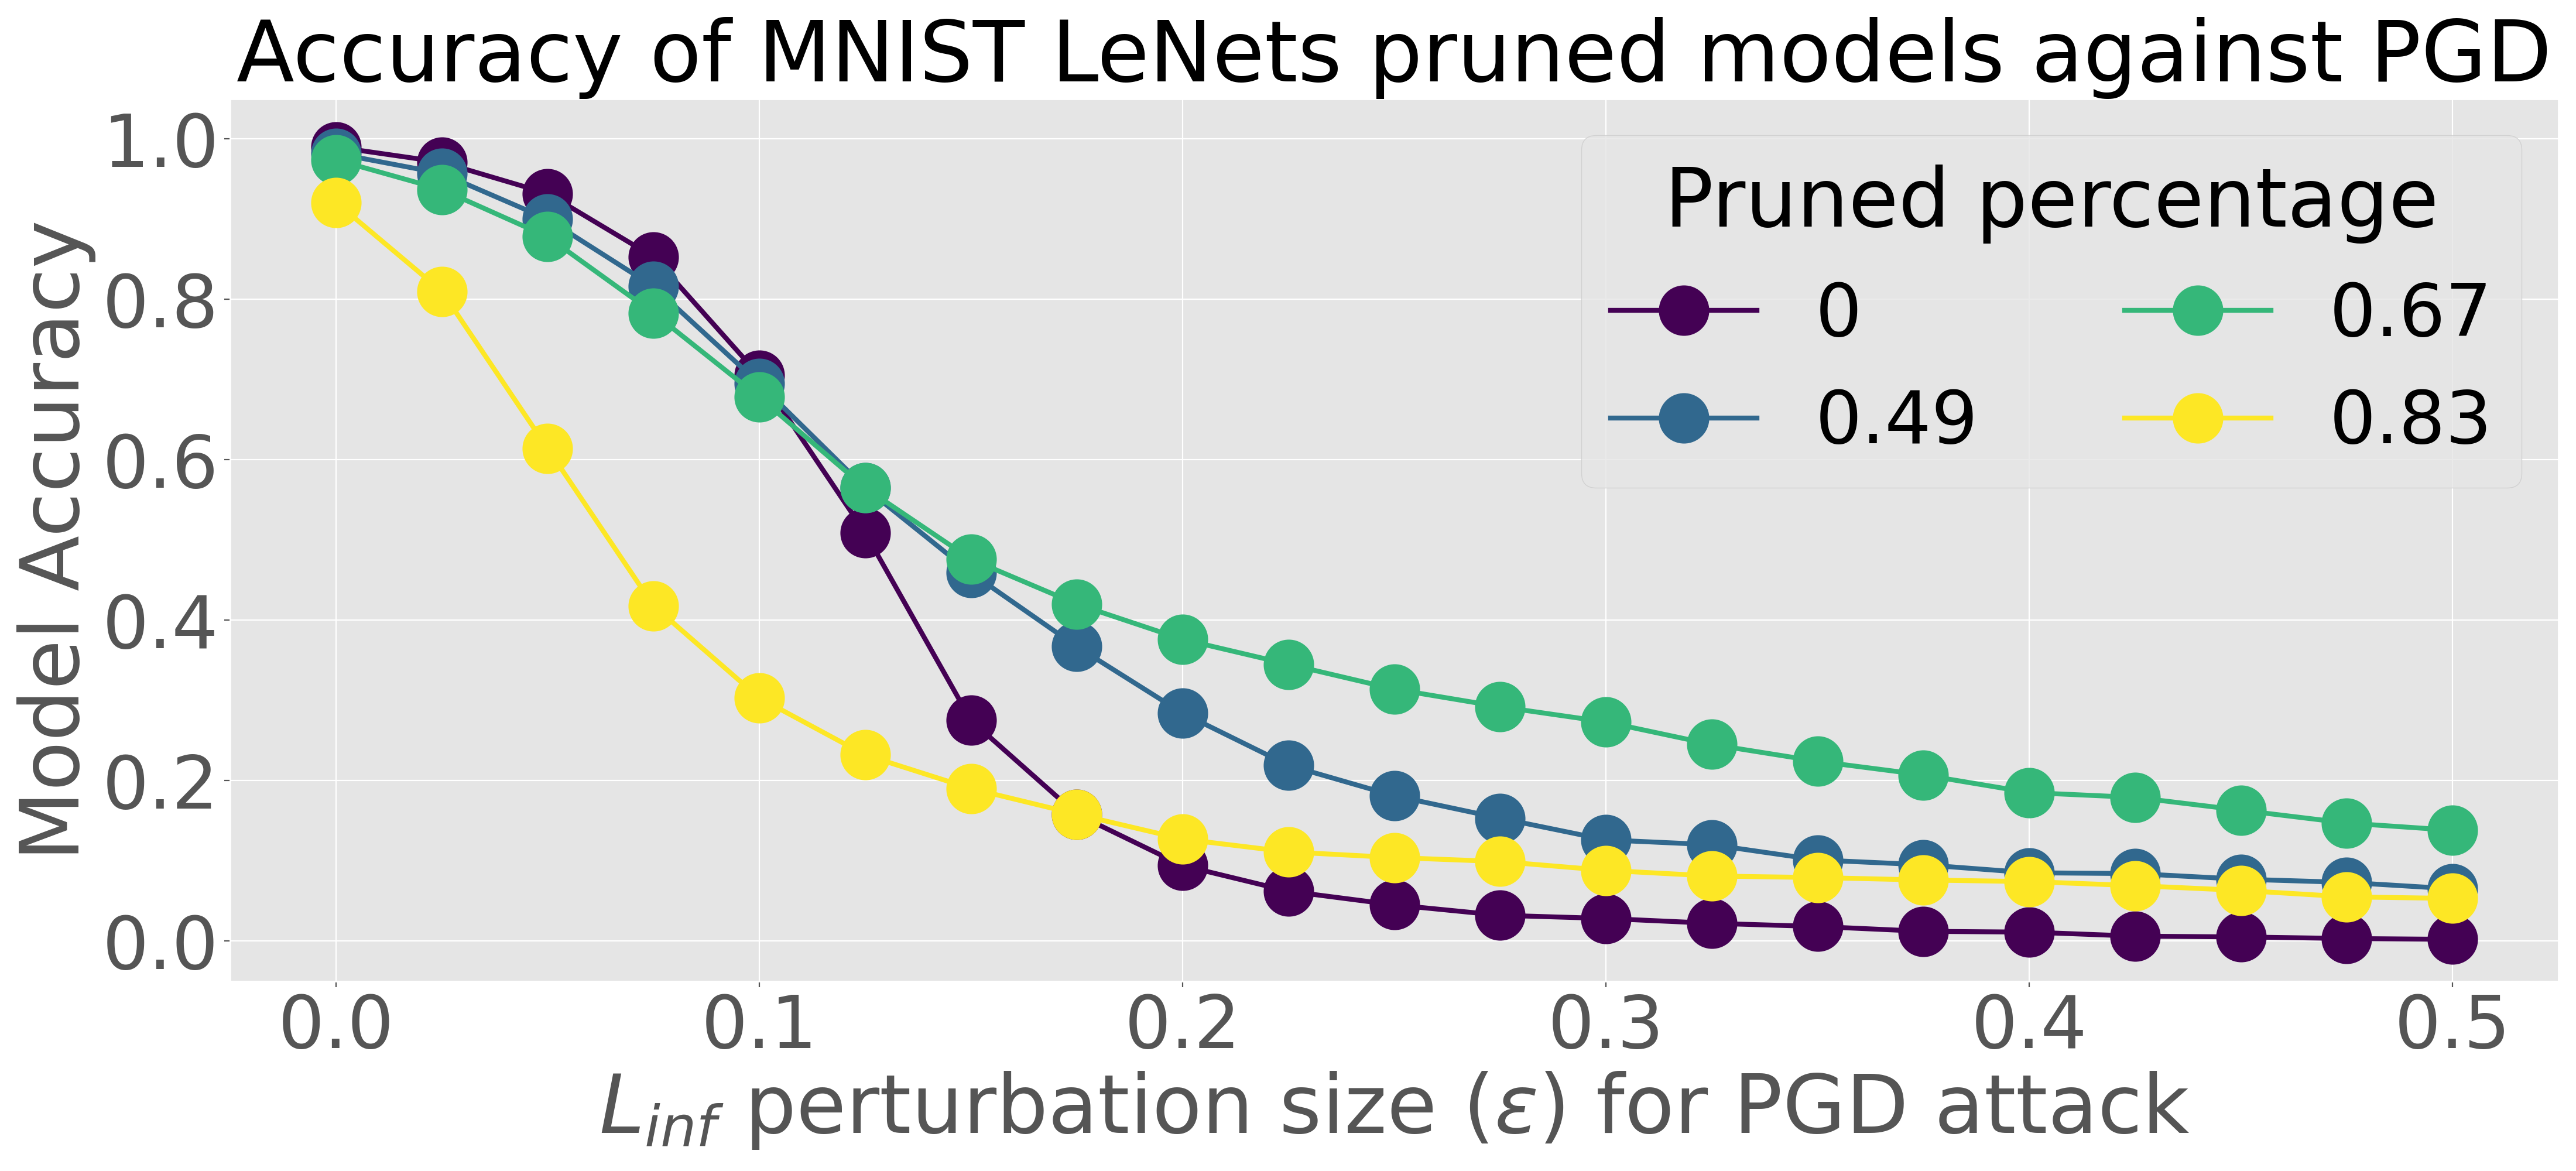 Accuracy of MNIST LeNets pruned models against PGD
Model Accuracy
1.0
0.8
0.6
0.4
0.2
0.0
Pruned percentage
0
0.49
0.67
0.83
0.0 0.1 0.2 0.3 0.4 0.5
L_inf perturbation size (ε) for PGD attack